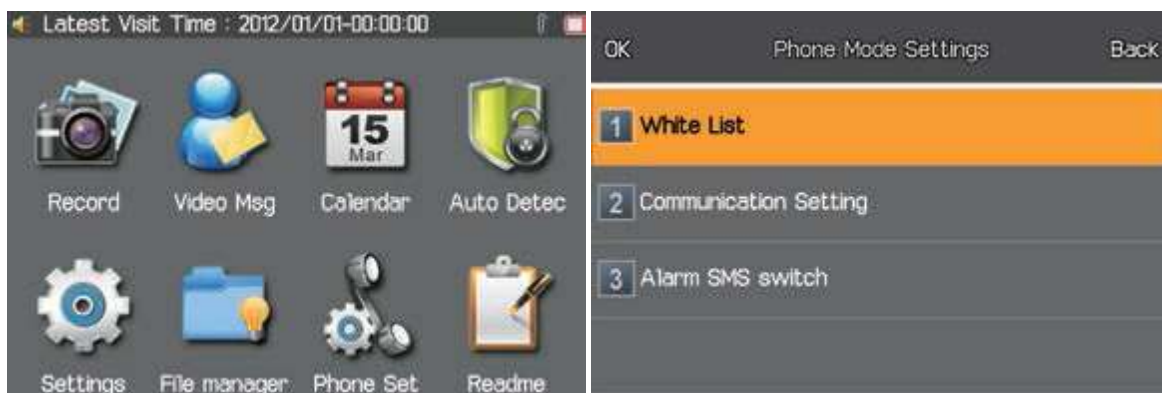 Latest Visit Time : 2012/01/01-00:00:00
15
Mar
Record Video Msg Calendar Auto Detec
Settings File manager Phone Set Readme
OK Phone Mode Settings Back
1 White List
2 Communication Setting
3 Alarm SMS switch